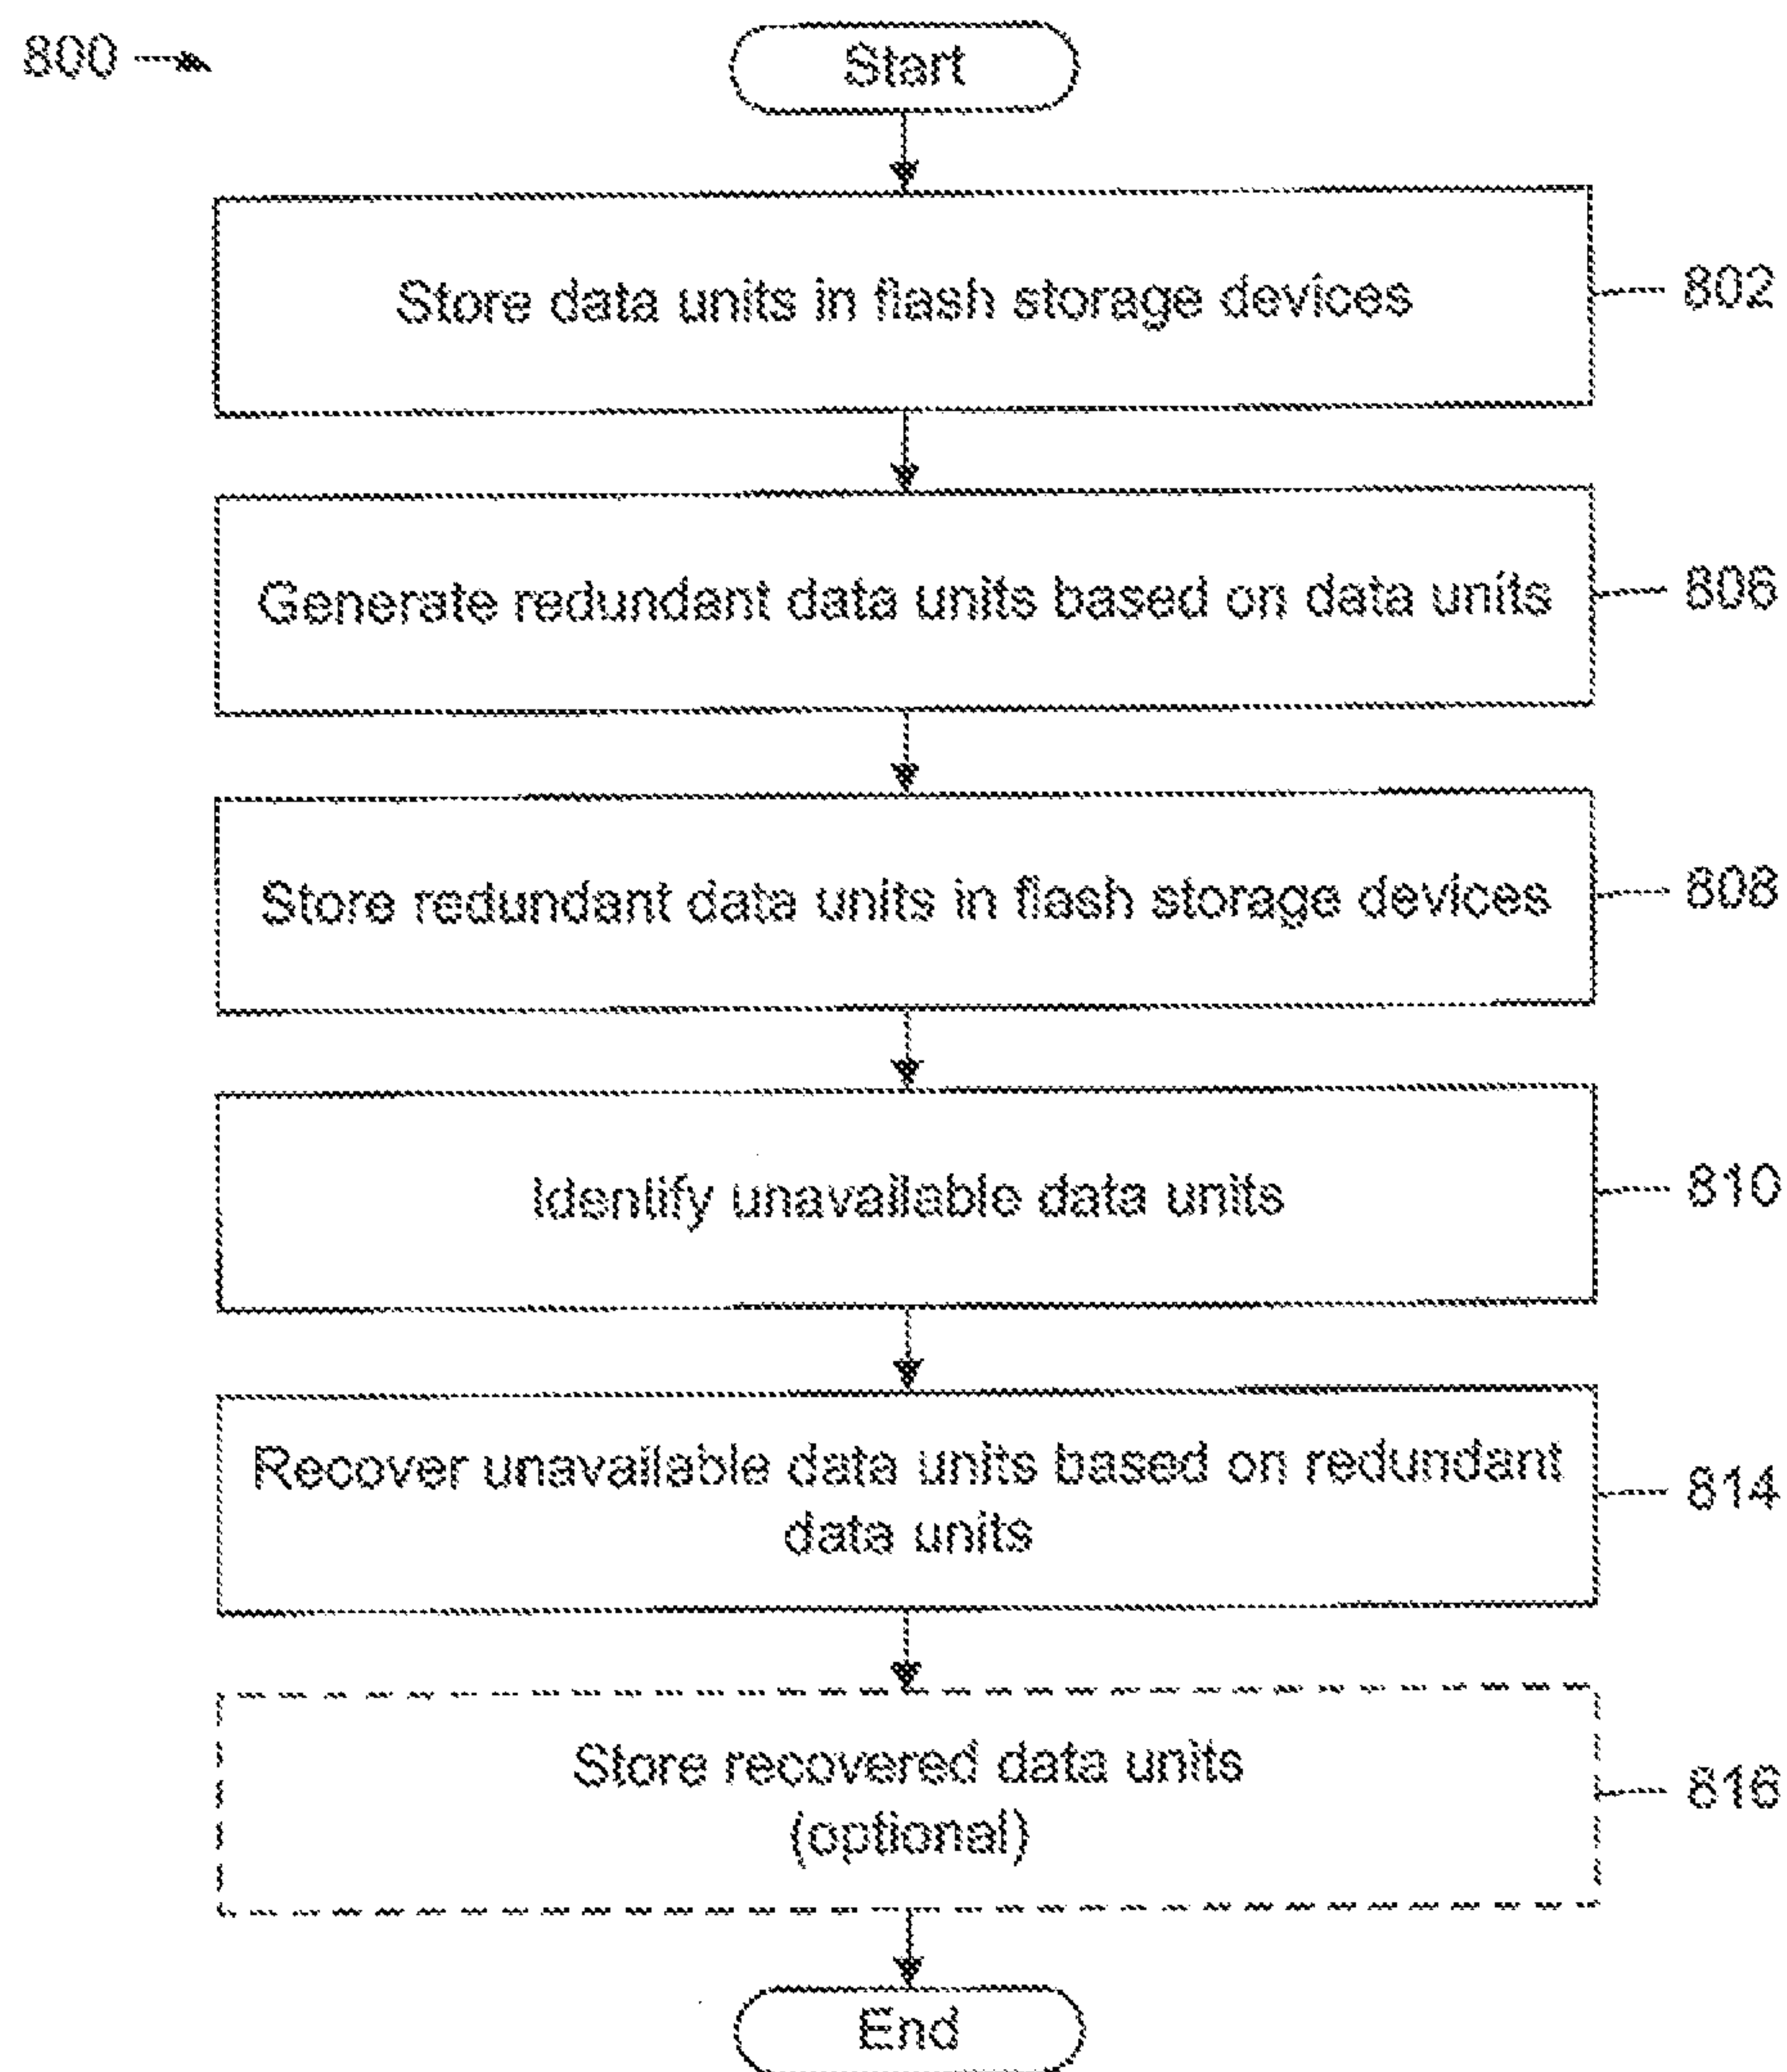 800
Start
Store data units in flash storage devices
802
Generate redundant data units based on data units
806
Store redundant data units in flash storage devices
808
Identify unavailable data units
810
Recover unavailable data units based on redundant
data units
814
Store recovered data units
(optional)
816
End